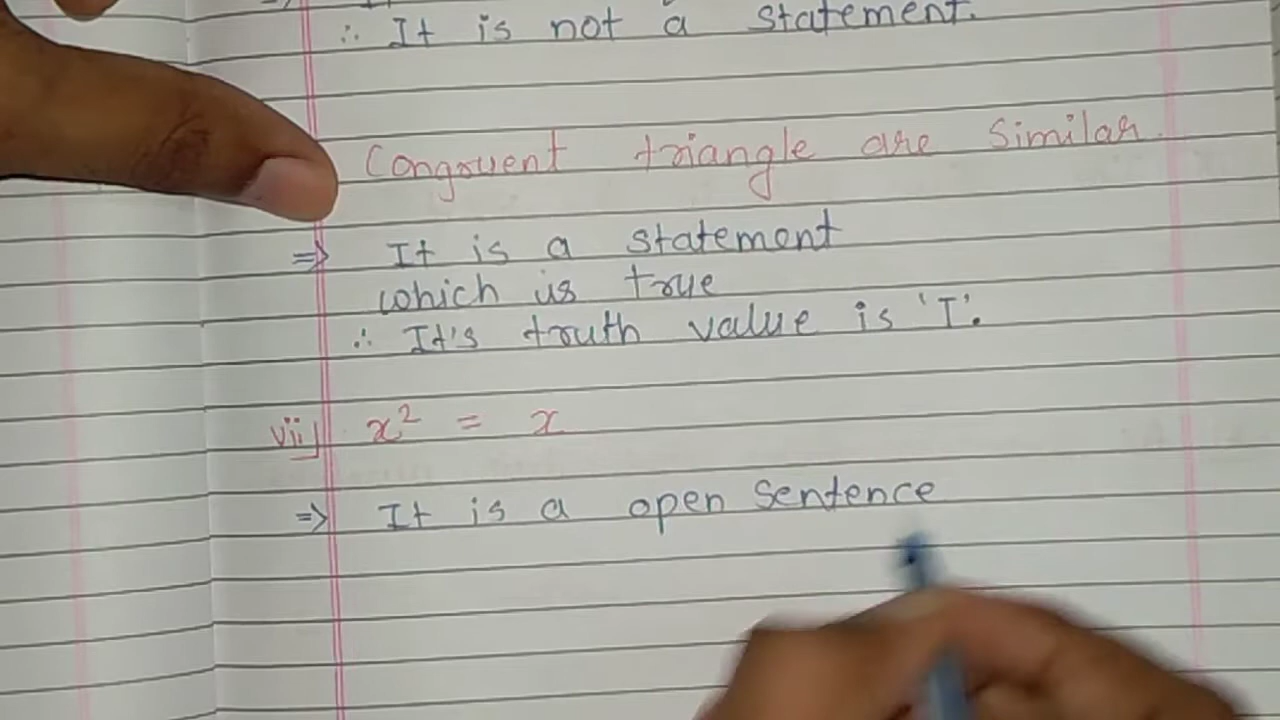 ∴ It is not a statement.
Congruent triangle are Similar.
⇒ It is a statement
which is true
∴ It's truth value is 'T'.
vii) x² = x
⇒ It is a open Sentence